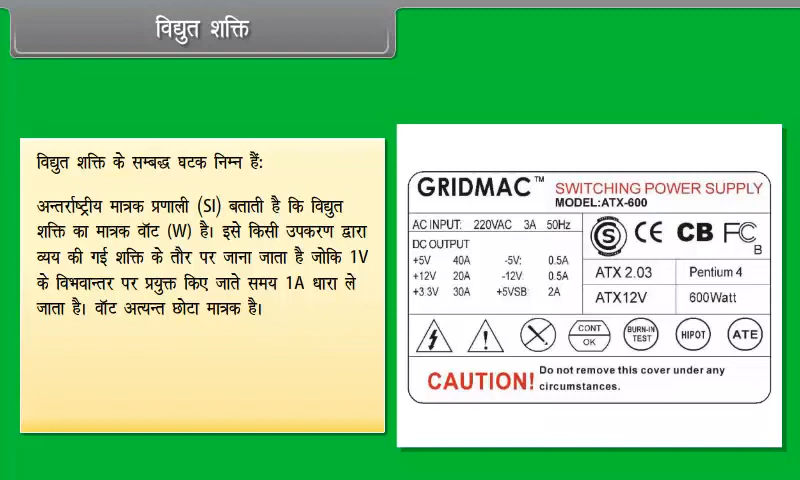 विद्युत शक्ति
विद्युत शक्ति के सम्बद्ध घटक निम्न हैं:
अन्तर्राष्ट्रीय मात्रक प्रणाली (SI) बताती है कि विद्युत
शक्ति का मात्रक वॉट (W) है। इसे किसी उपकरण द्वारा
व्यय की गई शक्ति के तौर पर जाना जाता है जोकि 1V
के विभवान्तर पर प्रयुक्त किए जाते समय 1A धारा ले
जाता है। वॉट अत्यन्त छोटा मात्रक है।
GRIDMAC™ SWITCHING POWER SUPPLY
MODEL:ATX-600
AC INPUT: 220VAC 3A 50Hz
DC OUTPUT
+5V 40A -5V: 0.5A
+12V 20A -12V: 0.5A
+3.3V 30A +5VSB: 2A
S CE CB FC B
ATX 2.03 Pentium 4
ATX12V 600Watt
CONT OK
BURN-IN TEST
HIPOT
ATE
CAUTION! Do not remove this cover under any
circumstances.